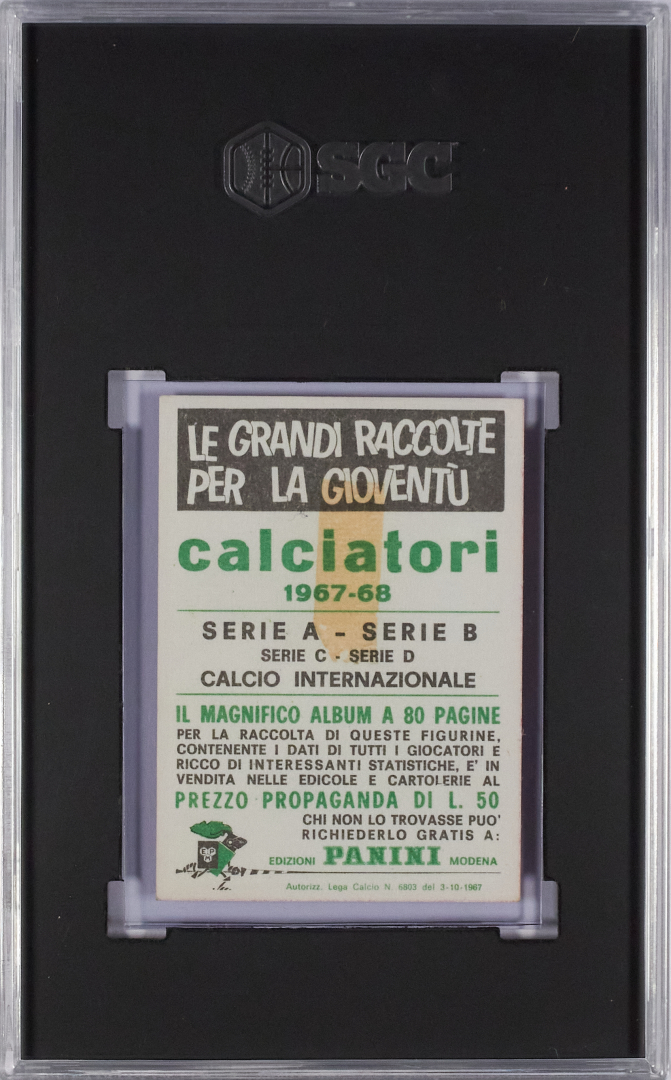 SGC
LE GRANDI RACCOLTE
PER LA GIOVENTÙ
calciatori
1967-68
SERIE A - SERIE B
SERIE C - SERIE D
CALCIO INTERNAZIONALE
IL MAGNIFICO ALBUM A 80 PAGINE
PER LA RACCOLTA DI QUESTE FIGURINE,
CONTENENTE I DATI DI TUTTI I GIOCATORI E
RICCO DI INTERESSANTI STATISTICHE, E' IN
VENDITA NELLE EDICOLE E CARTOLERIE AL
PREZZO PROPAGANDA DI L. 50
CHI NON LO TROVASSE PUO'
RICHIEDERLO GRATIS A:
EPM
EDIZIONI PANINI MODENA
Autorizz. Lega Calcio N. 6803 del 3-10-1967